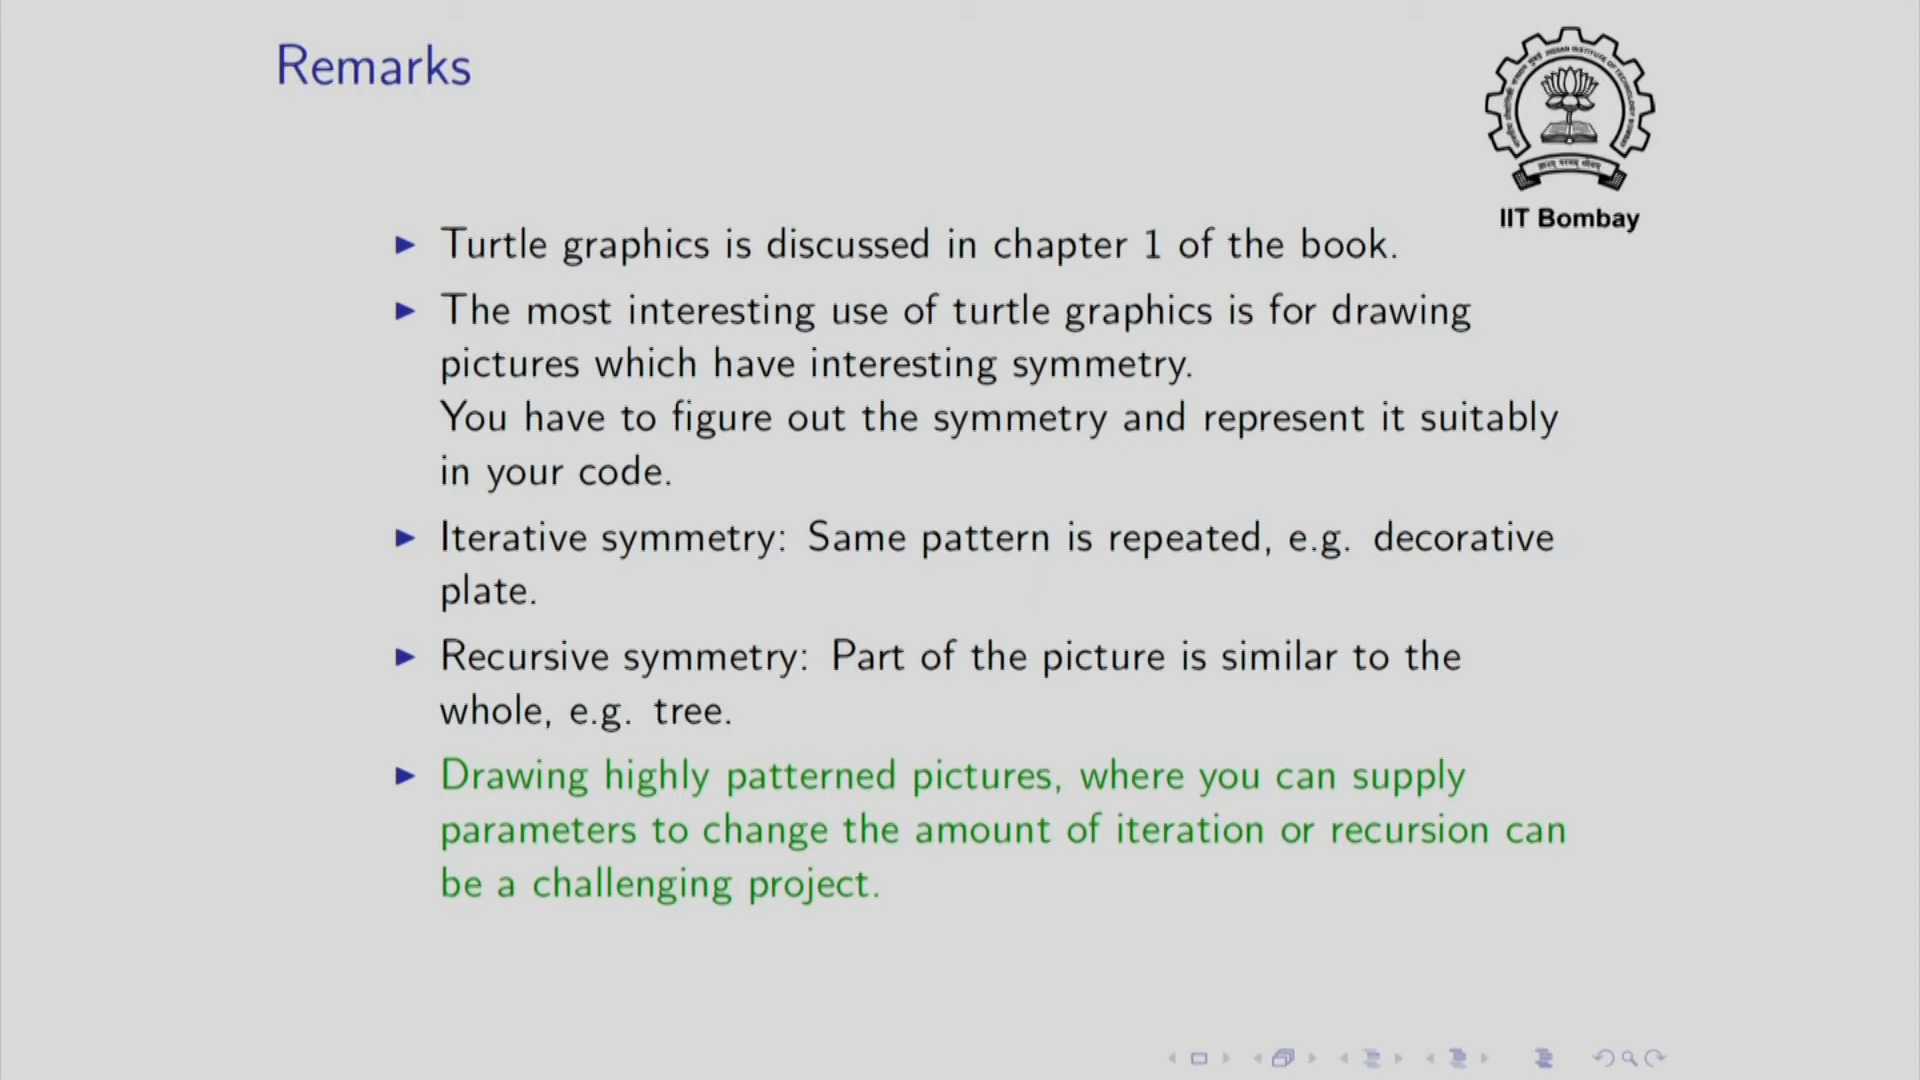 Remarks
IIT Bombay
▶ Turtle graphics is discussed in chapter 1 of the book.
▶ The most interesting use of turtle graphics is for drawing
pictures which have interesting symmetry.
You have to figure out the symmetry and represent it suitably
in your code.
▶ Iterative symmetry: Same pattern is repeated, e.g. decorative
plate.
▶ Recursive symmetry: Part of the picture is similar to the
whole, e.g. tree.
▶ Drawing highly patterned pictures, where you can supply
parameters to change the amount of iteration or recursion can
be a challenging project.